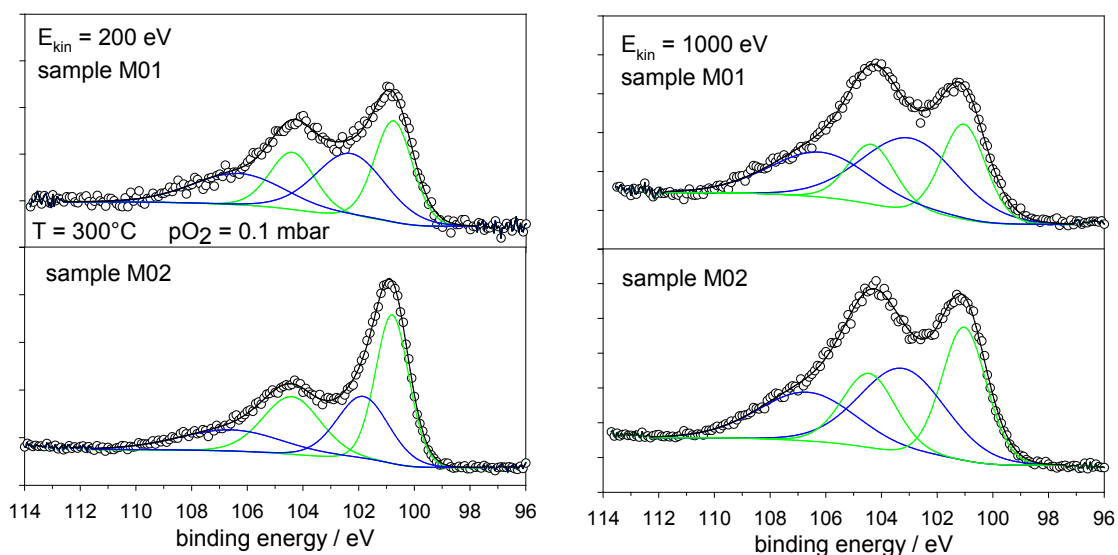 E_kin = 200 eV
sample M01
T = 300°C pO₂ = 0.1 mbar
sample M02
114 112 110 108 106 104 102 100 98 96
binding energy / eV
E_kin = 1000 eV
sample M01
sample M02
114 112 110 108 106 104 102 100 98 96
binding energy / eV